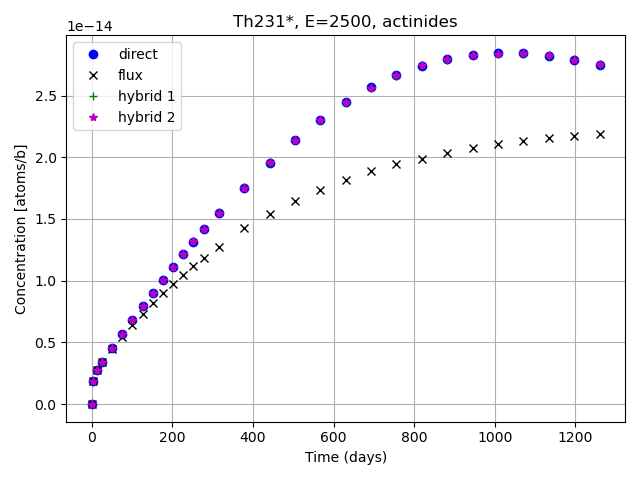 Th231*, E=2500, actinides
1e−14
direct
flux
hybrid 1
hybrid 2
2.5
2.0
1.5
1.0
0.5
0.0
Concentration [atoms/b]
0 200 400 600 800 1000 1200
Time (days)